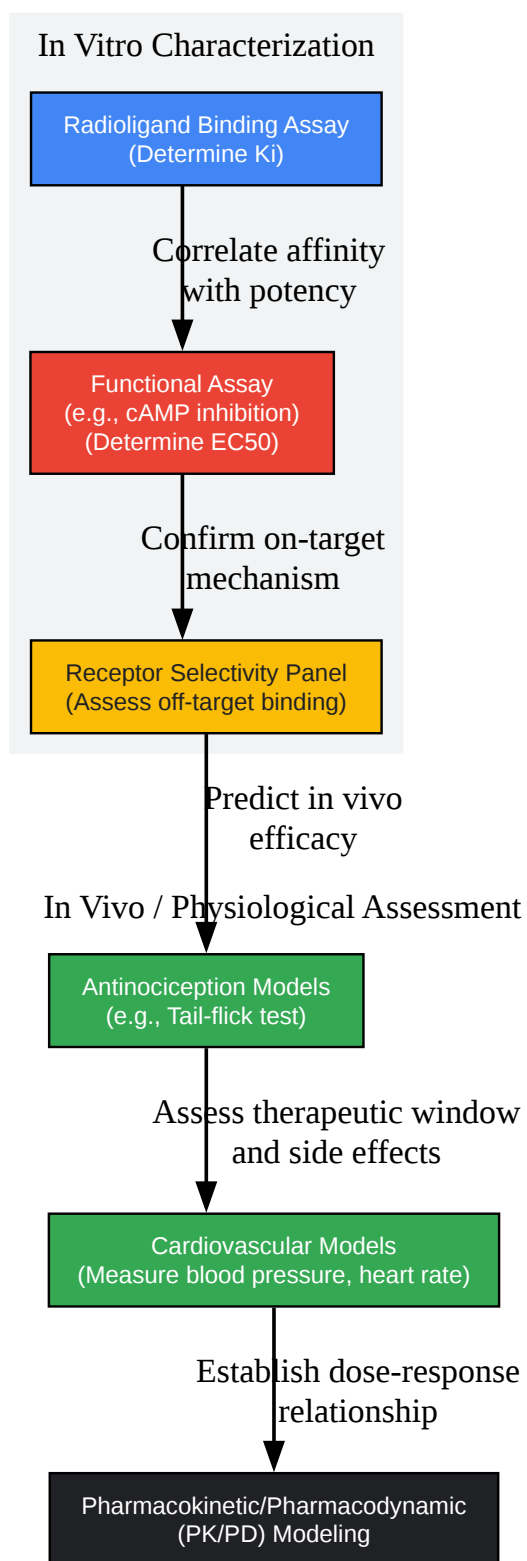 In Vitro Characterization
Radioligand Binding Assay
(Determine Ki)
Correlate affinity
with potency
Functional Assay
(e.g., cAMP inhibition)
(Determine EC50)
Confirm on-target
mechanism
Receptor Selectivity Panel
(Assess off-target binding)
Predict in vivo
efficacy
In Vivo / Physiological Assessment
Antinociception Models
(e.g., Tail-flick test)
Assess therapeutic window
and side effects
Cardiovascular Models
(Measure blood pressure, heart rate)
Establish dose-response
relationship
Pharmacokinetic/Pharmacodynamic
(PK/PD) Modeling